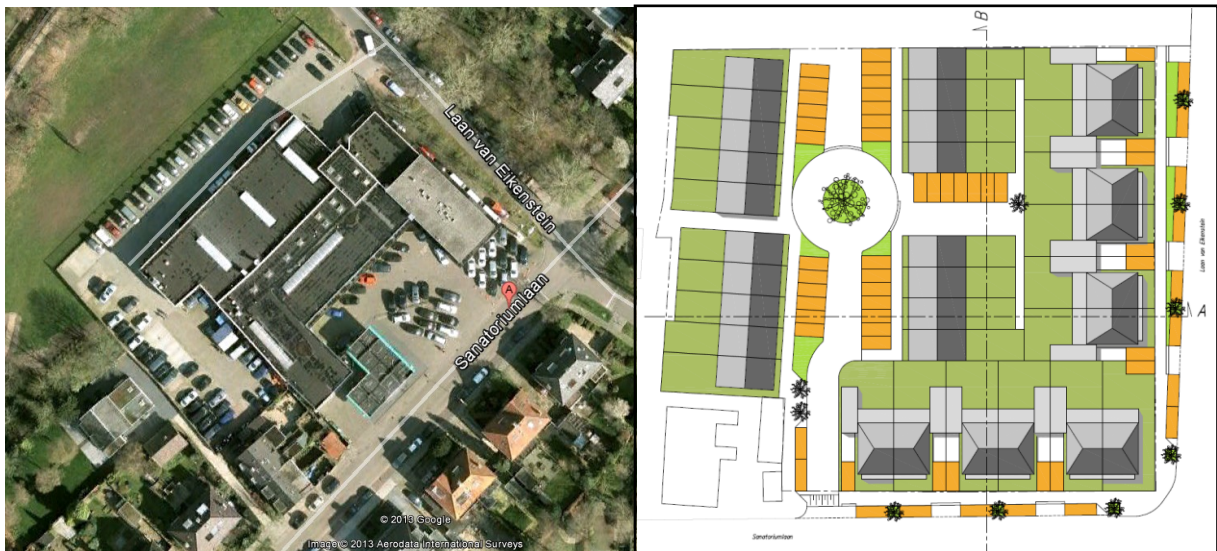 Laan van Eikenstein
A
Sanatoriumlaan
© 2013 Google
Image © 2013 Aerodata International Surveys
B
Laan van Eikenstein
A
Sanatoriumlaan